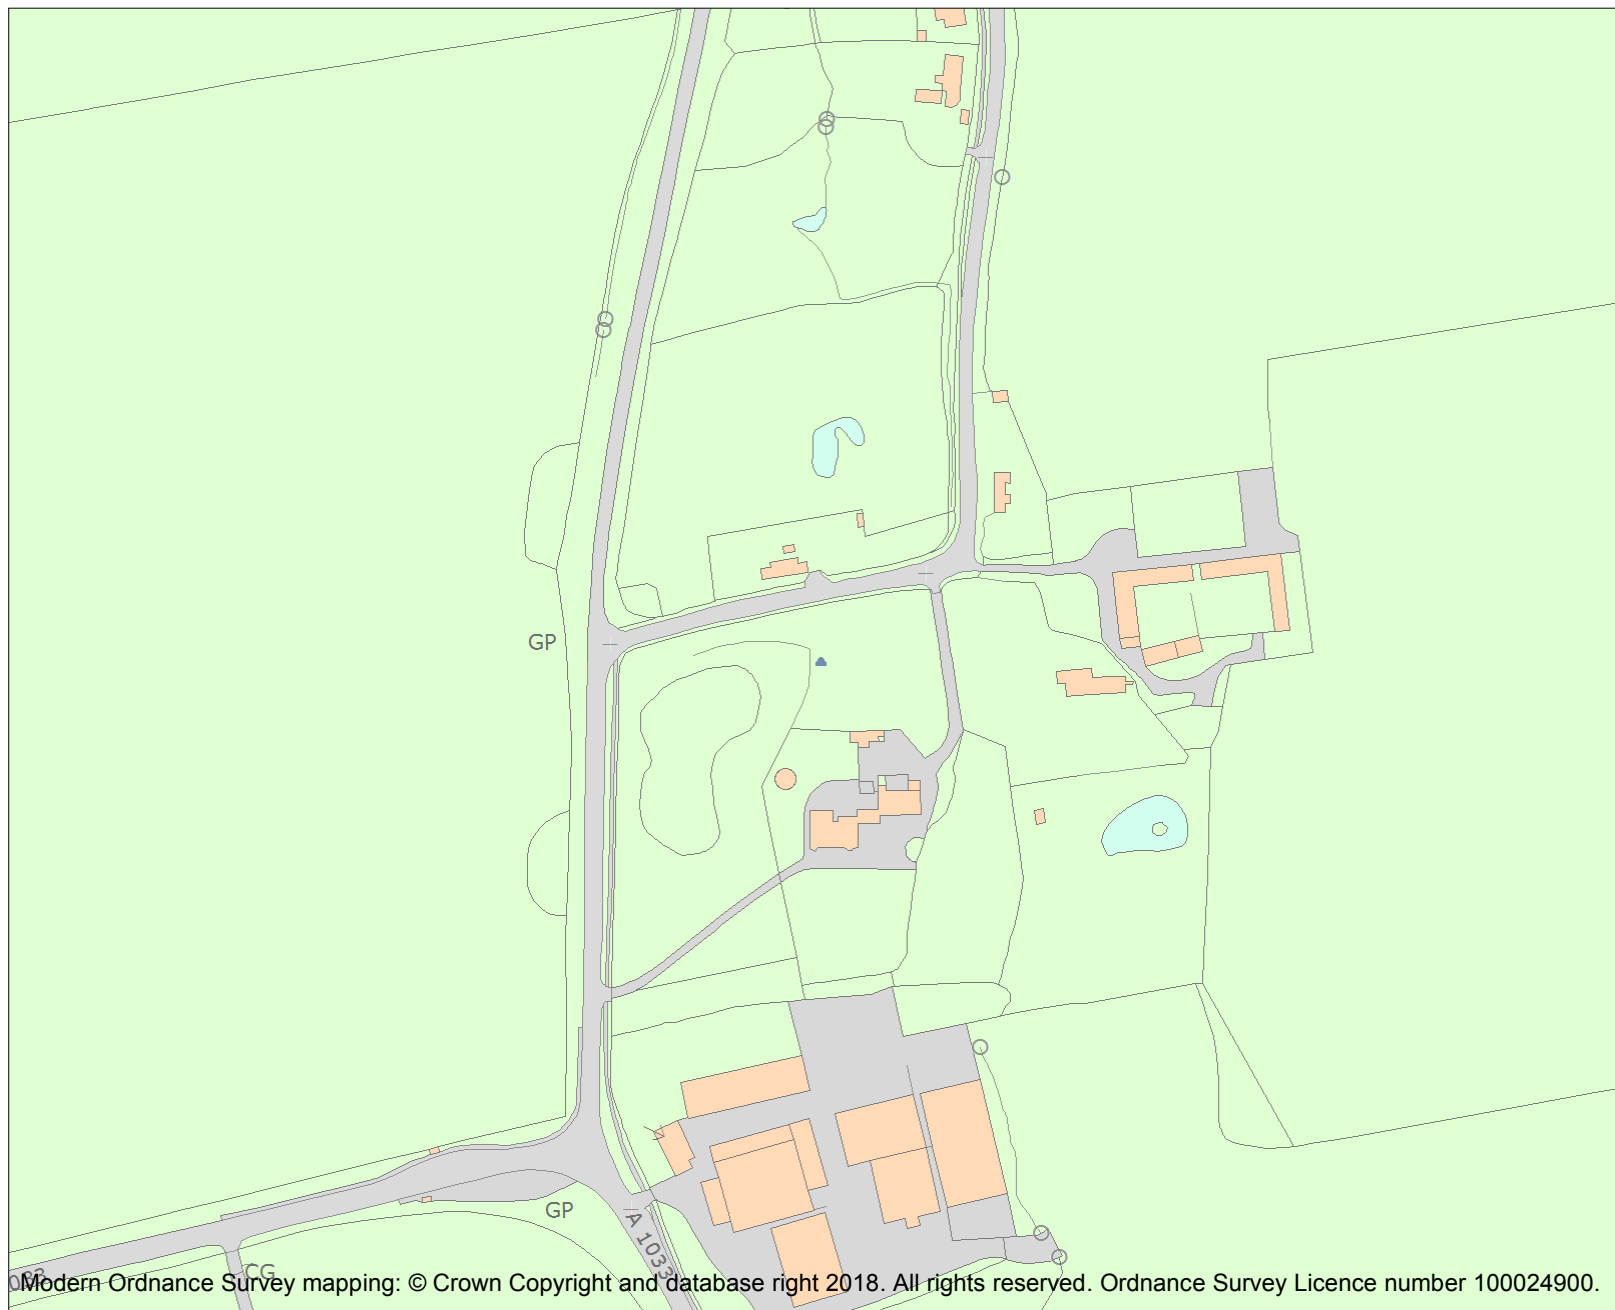 GP
GP
A 1033
CG
Modern Ordnance Survey mapping: © Crown Copyright and database right 2018. All rights reserved. Ordnance Survey Licence number 100024900.